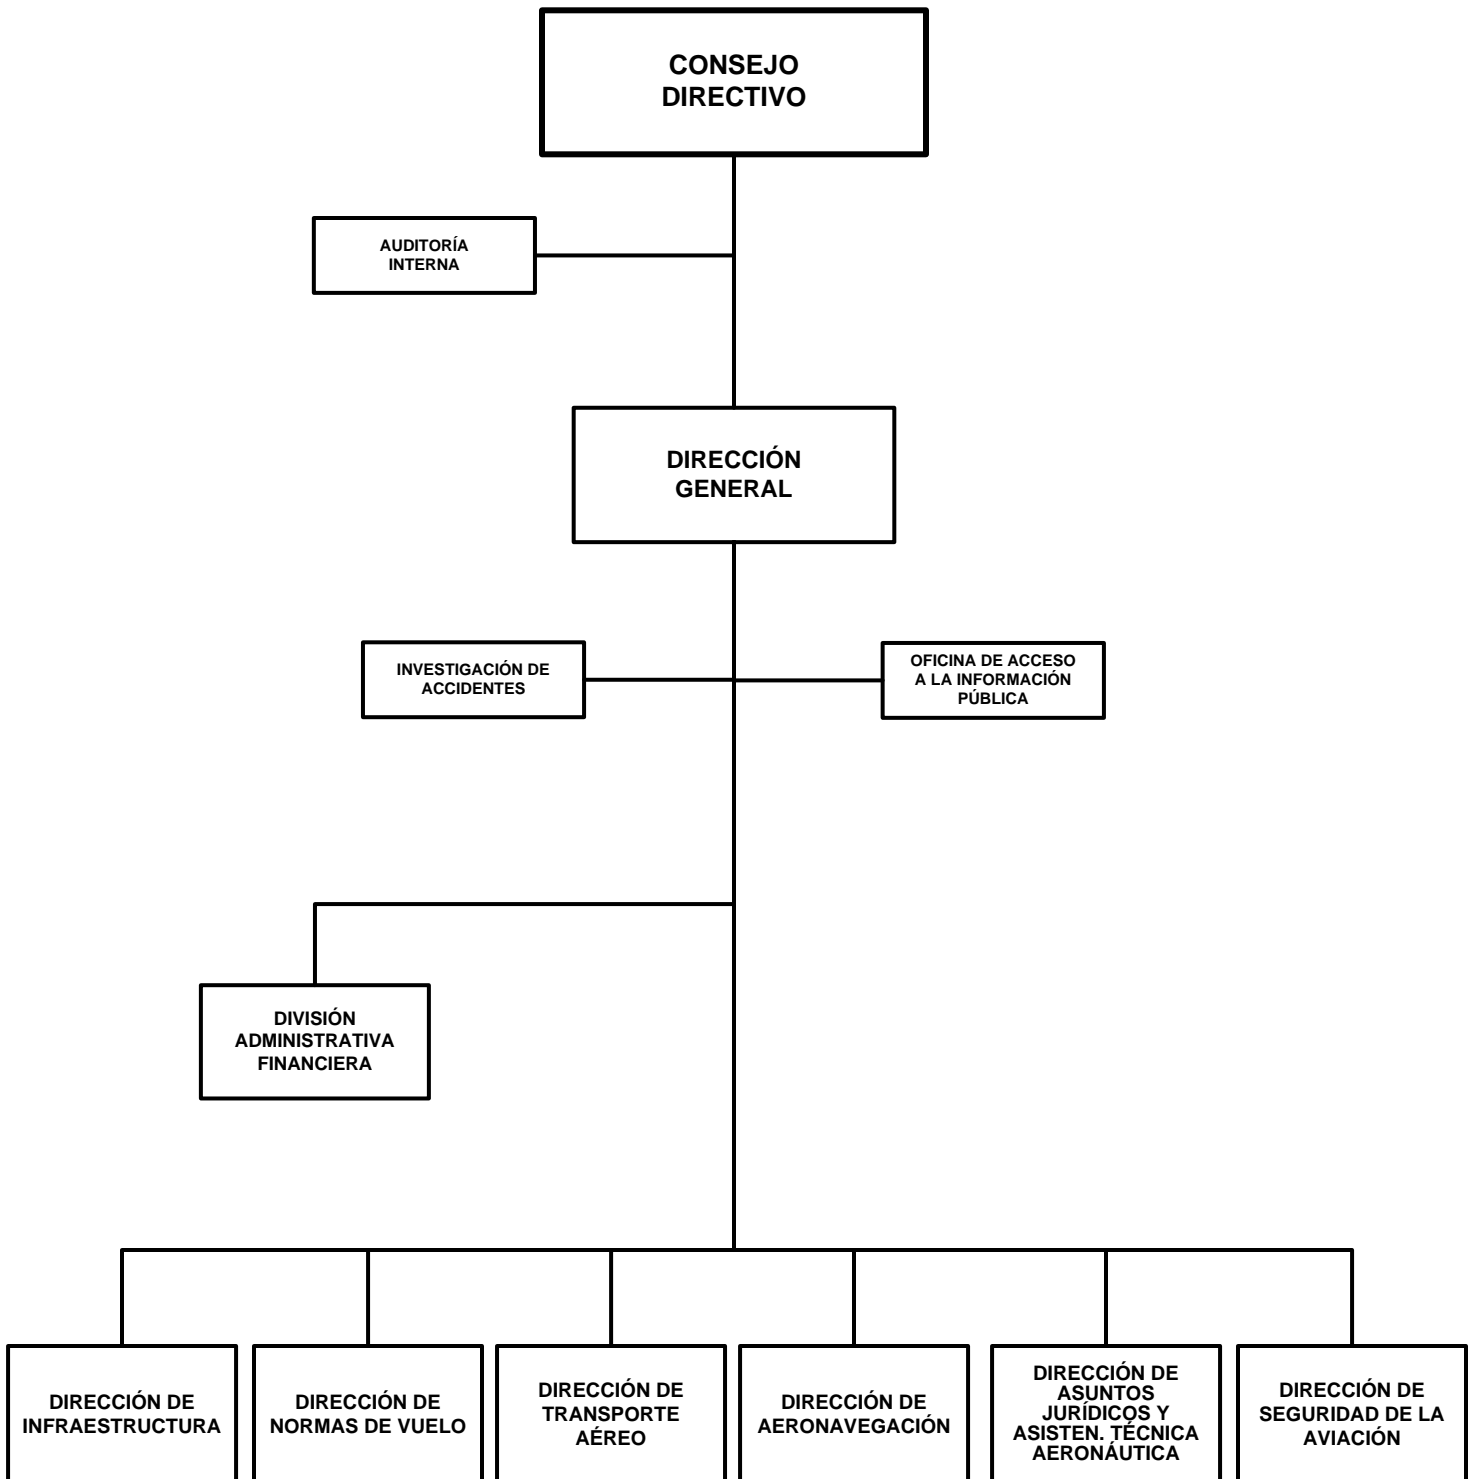 CONSEJO
DIRECTIVO
AUDITORÍA
INTERNA
DIRECCIÓN
GENERAL
INVESTIGACIÓN DE
ACCIDENTES
OFICINA DE ACCESO
A LA INFORMACIÓN
PÚBLICA
DIVISIÓN
ADMINISTRATIVA
FINANCIERA
DIRECCIÓN DE
INFRAESTRUCTURA
DIRECCIÓN DE
NORMAS DE VUELO
DIRECCIÓN DE
TRANSPORTE
AÉREO
DIRECCIÓN DE
AERONAVEGACIÓN
DIRECCIÓN DE
ASUNTOS
JURÍDICOS Y
ASISTEN. TÉCNICA
AERONÁUTICA
DIRECCIÓN DE
SEGURIDAD DE LA
AVIACIÓN